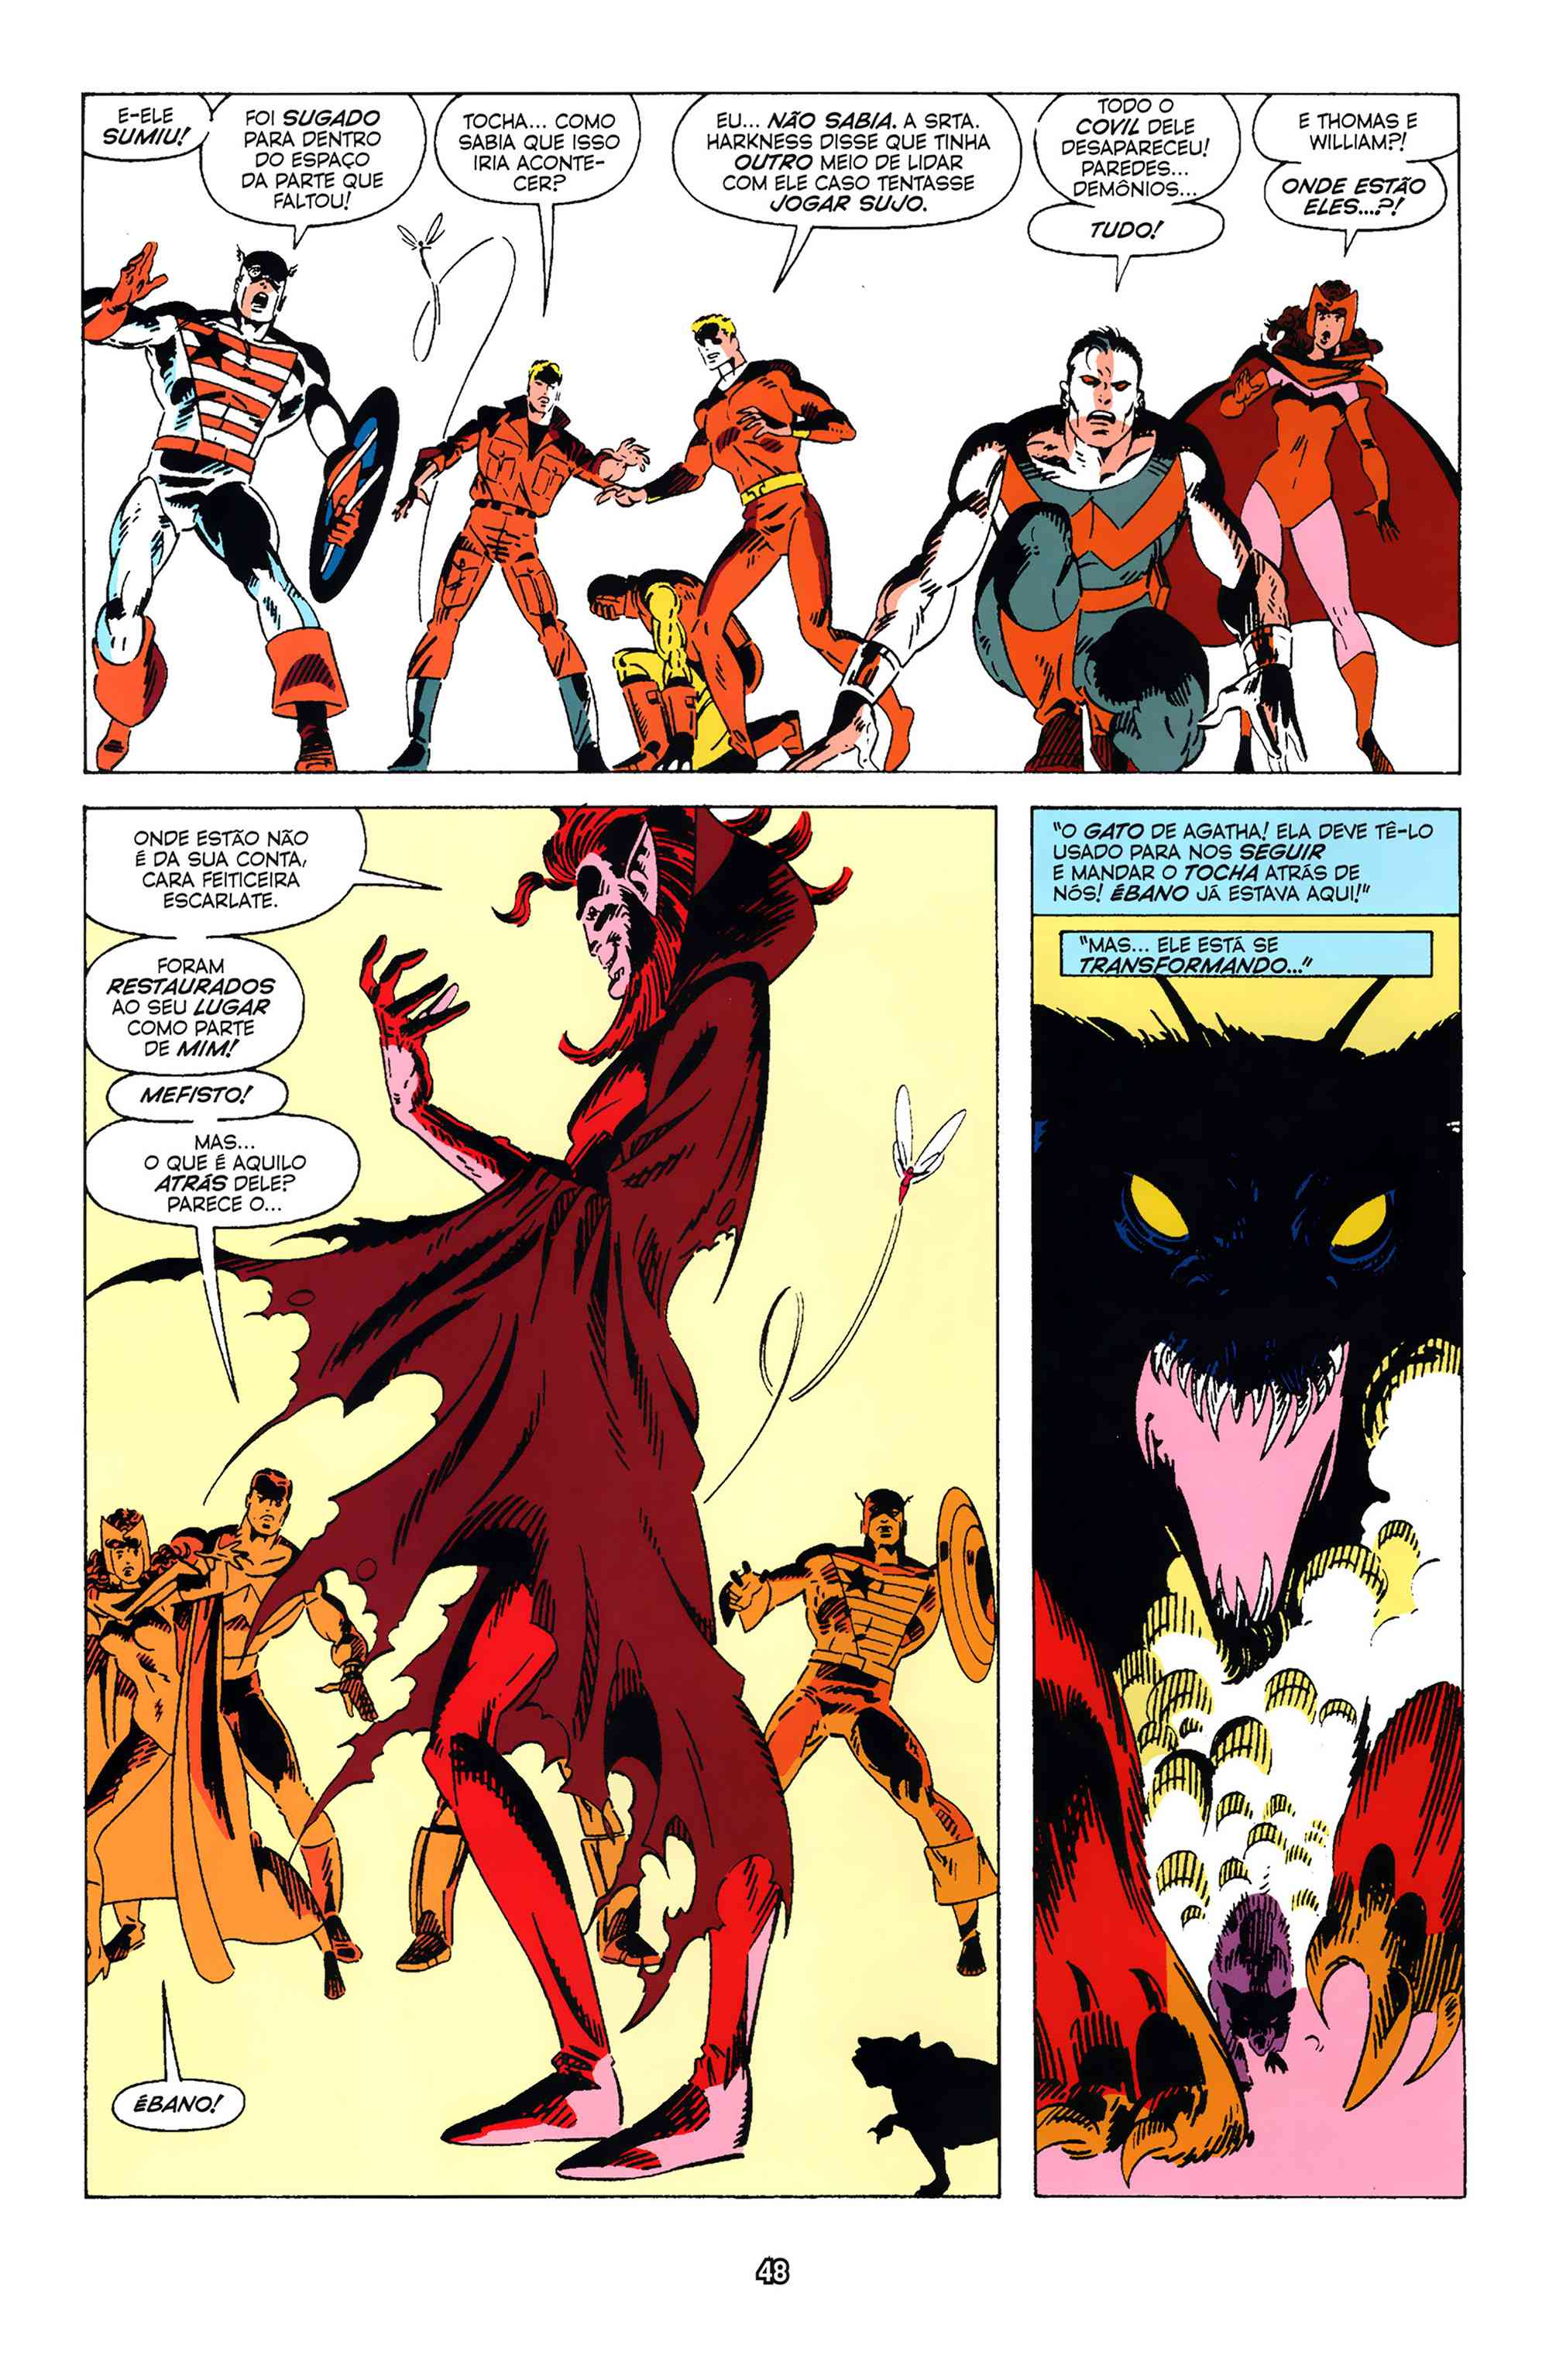 E-ELE
SUMIU!
FOI SUGADO
PARA DENTRO
DO ESPAÇO
DA PARTE QUE
FALTOU!
TOCHA... COMO
SABIA QUE ISSO
IRIA ACONTE-
CER?
EU... NÃO SABIA. A SRTA.
HARKNESS DISSE QUE TINHA
OUTRO MEIO DE LIDAR
COM ELE CASO TENTASSE
JOGAR SUJO.
TODO O
COVIL DELE
DESAPARECEU!
PAREDES...
DEMÔNIOS...
TUDO!
E THOMAS E
WILLIAM?!
ONDE ESTÃO
ELES...?!
ONDE ESTÃO NÃO
É DA SUA CONTA,
CARA FEITICEIRA
ESCARLATE.
FORAM
RESTAURADOS
AO SEU LUGAR
COMO PARTE
DE MIM!
MEFISTO!
MAS...
O QUE É AQUILO
ATRÁS DELE?
PARECE O...
ÉBANO!
"O GATO DE AGATHA! ELA DEVE TÊ-LO
USADO PARA NOS SEGUIR
E MANDAR O TOCHA ATRÁS DE
NÓS! ÉBANO JÁ ESTAVA AQUI!"
"MAS... ELE ESTÁ SE
TRANSFORMANDO..."
48